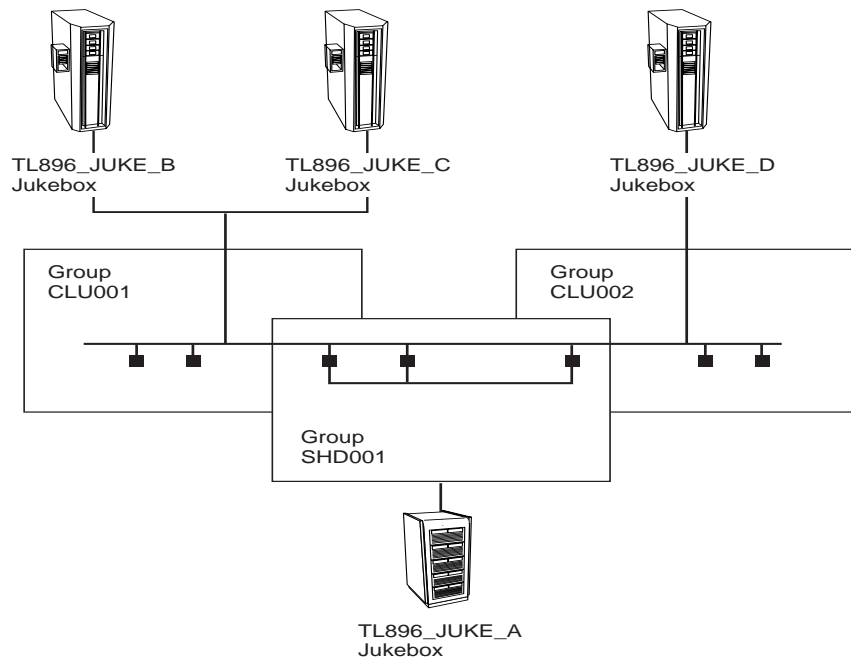 TL896_JUKE_B
Jukebox
TL896_JUKE_C
Jukebox
TL896_JUKE_D
Jukebox
Group
CLU001
Group
CLU002
Group
SHD001
TL896_JUKE_A
Jukebox